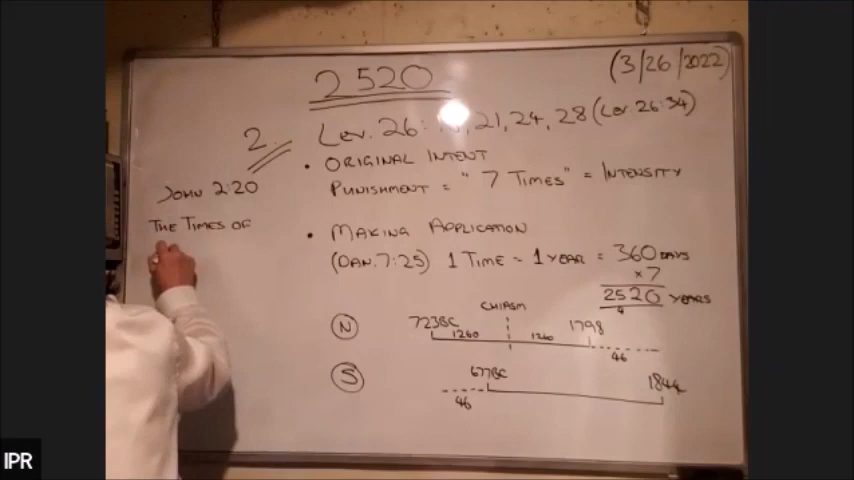 2520
(3/26/2022)
2.
Lev. 26: 21, 24, 28 (Lev. 26:34)
• ORIGINAL INTENT
PUNISHMENT = "7 TIMES" = INTENSITY
JOHN 2:20
THE TIMES OF
• MAKING APPLICATION
(DAN. 7:25) 1 TIME = 1 YEAR = 360 DAYS
×7
2520 YEARS
CHIASM
N
723BC 1260 1260 1798
46
S
677BC 1844
46
IPR